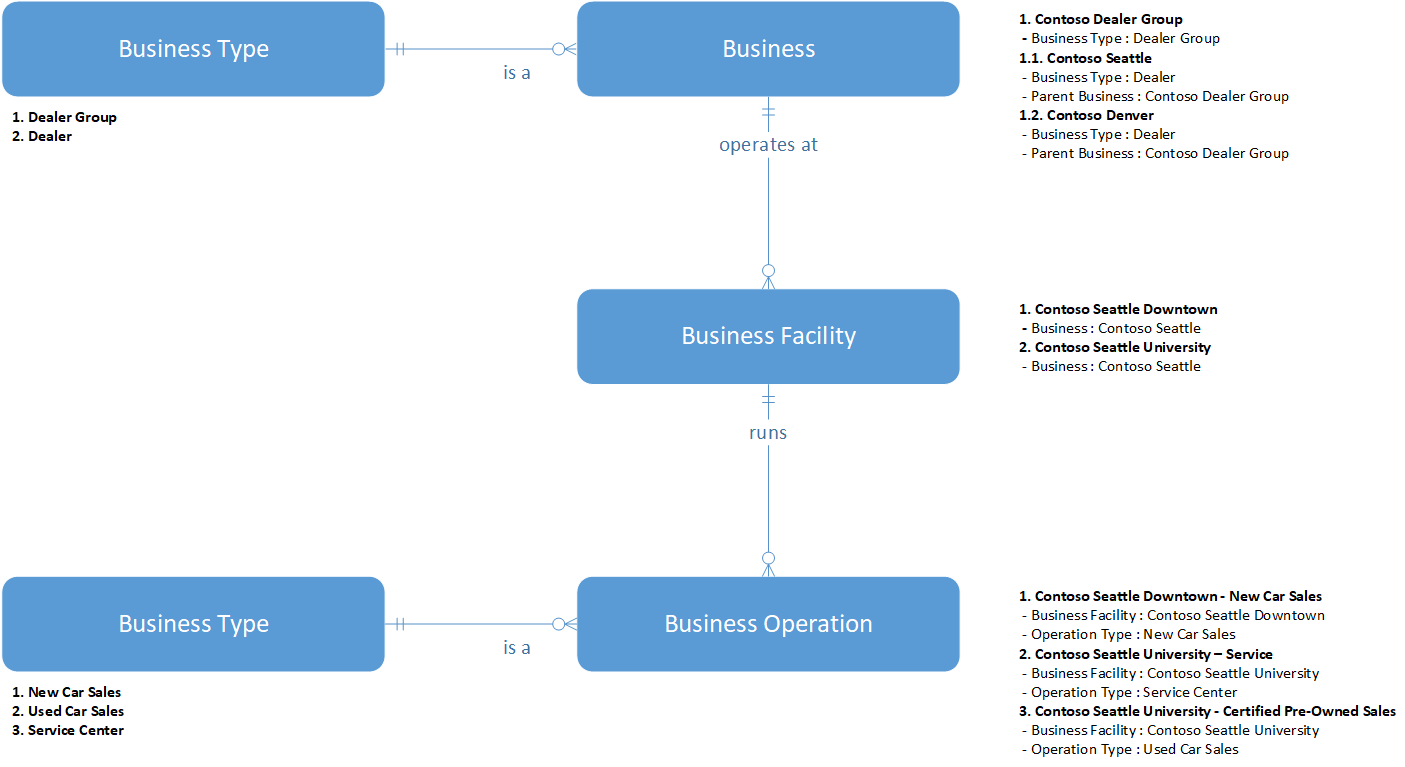 Business Type
is a
Business
1. Dealer Group
2. Dealer
1. Contoso Dealer Group
- Business Type : Dealer Group
1.1. Contoso Seattle
- Business Type : Dealer
- Parent Business : Contoso Dealer Group
1.2. Contoso Denver
- Business Type : Dealer
- Parent Business : Contoso Dealer Group
operates at
Business Facility
1. Contoso Seattle Downtown
- Business : Contoso Seattle
2. Contoso Seattle University
- Business : Contoso Seattle
runs
Business Type
is a
Business Operation
1. New Car Sales
2. Used Car Sales
3. Service Center
1. Contoso Seattle Downtown - New Car Sales
- Business Facility : Contoso Seattle Downtown
- Operation Type : New Car Sales
2. Contoso Seattle University – Service
- Business Facility : Contoso Seattle University
- Operation Type : Service Center
3. Contoso Seattle University - Certified Pre-Owned Sales
- Business Facility : Contoso Seattle University
- Operation Type : Used Car Sales